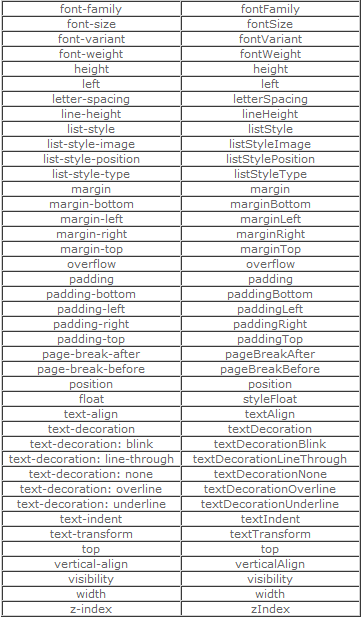 font-family fontFamily
font-size fontSize
font-variant fontVariant
font-weight fontWeight
height height
left left
letter-spacing letterSpacing
line-height lineHeight
list-style listStyle
list-style-image listStyleImage
list-style-position listStylePosition
list-style-type listStyleType
margin margin
margin-bottom marginBottom
margin-left marginLeft
margin-right marginRight
margin-top marginTop
overflow overflow
padding padding
padding-bottom paddingBottom
padding-left paddingLeft
padding-right paddingRight
padding-top paddingTop
page-break-after pageBreakAfter
page-break-before pageBreakBefore
position position
float styleFloat
text-align textAlign
text-decoration textDecoration
text-decoration: blink textDecorationBlink
text-decoration: line-through textDecorationLineThrough
text-decoration: none textDecorationNone
text-decoration: overline textDecorationOverline
text-decoration: underline textDecorationUnderline
text-indent textIndent
text-transform textTransform
top top
vertical-align verticalAlign
visibility visibility
width width
z-index zIndex